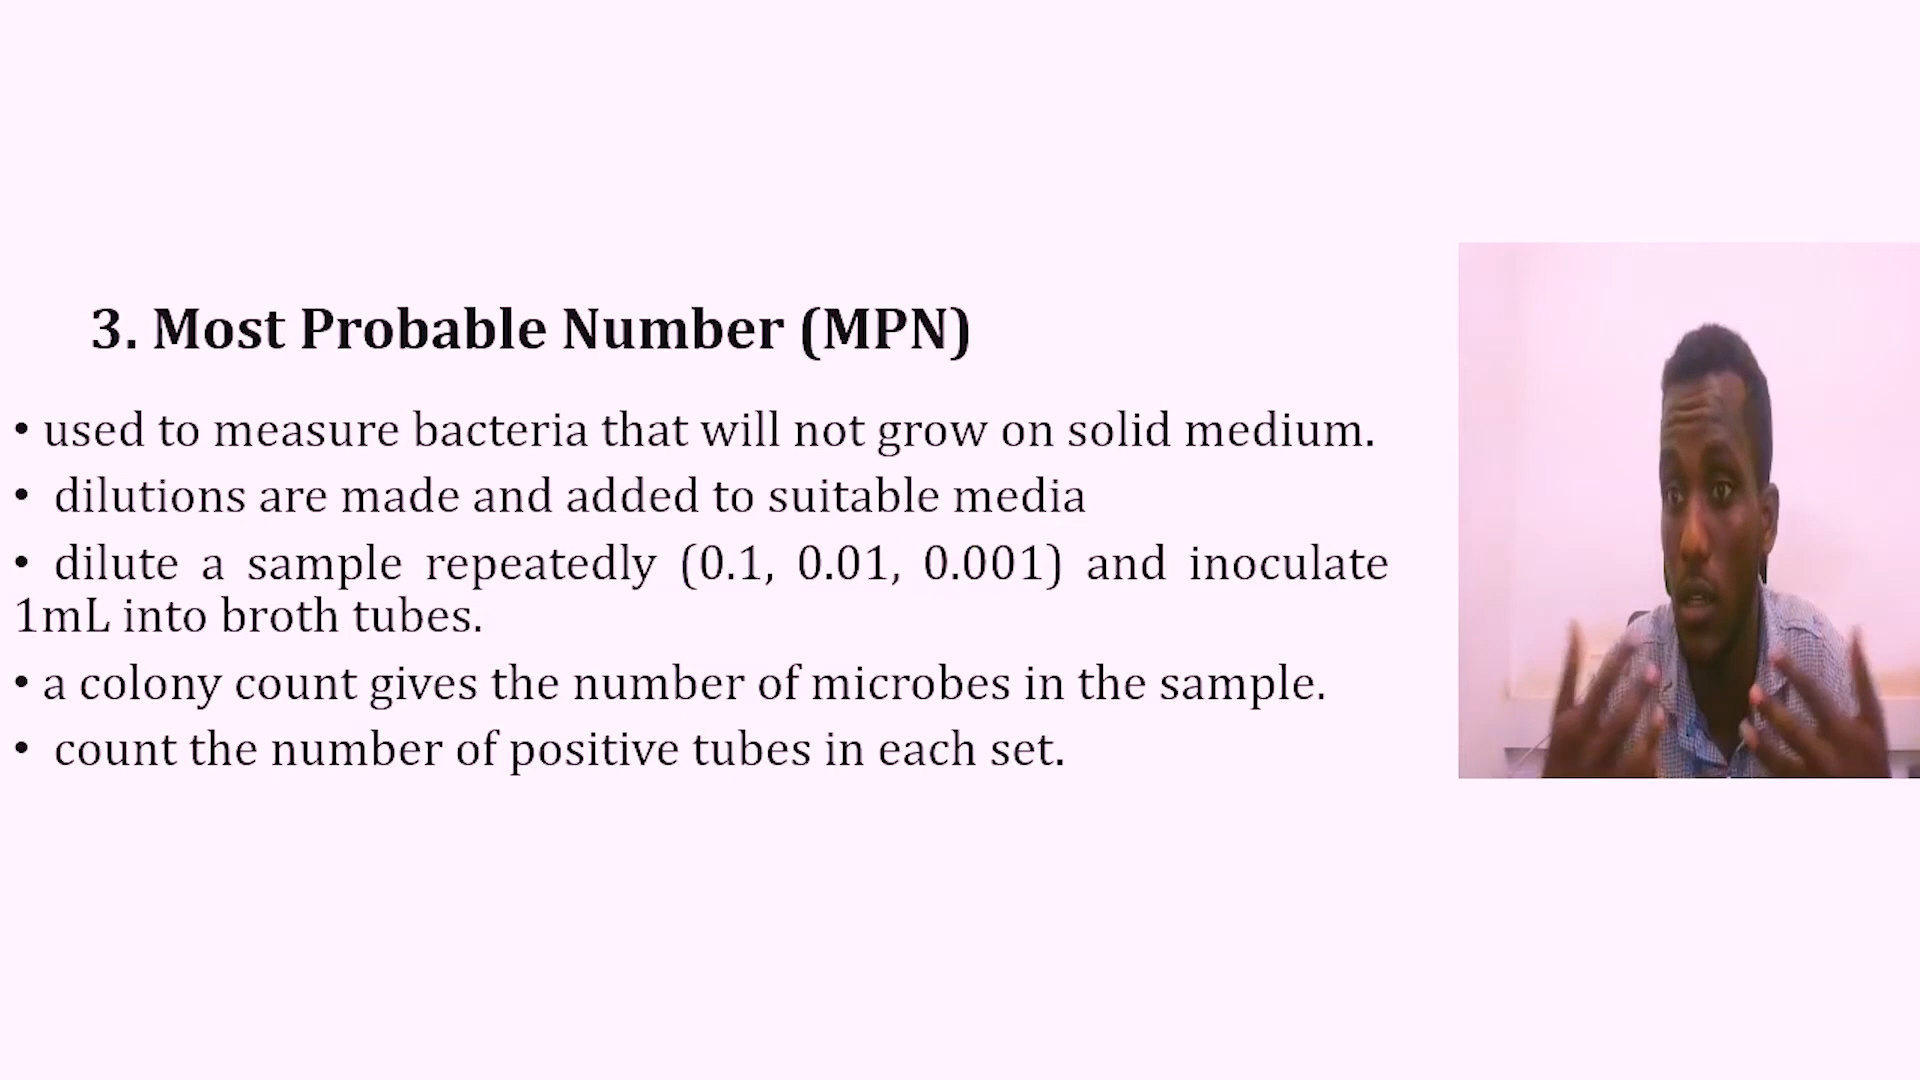 3. Most Probable Number (MPN)
• used to measure bacteria that will not grow on solid medium.
• dilutions are made and added to suitable media
• dilute a sample repeatedly (0.1, 0.01, 0.001) and inoculate
1mL into broth tubes.
• a colony count gives the number of microbes in the sample.
• count the number of positive tubes in each set.